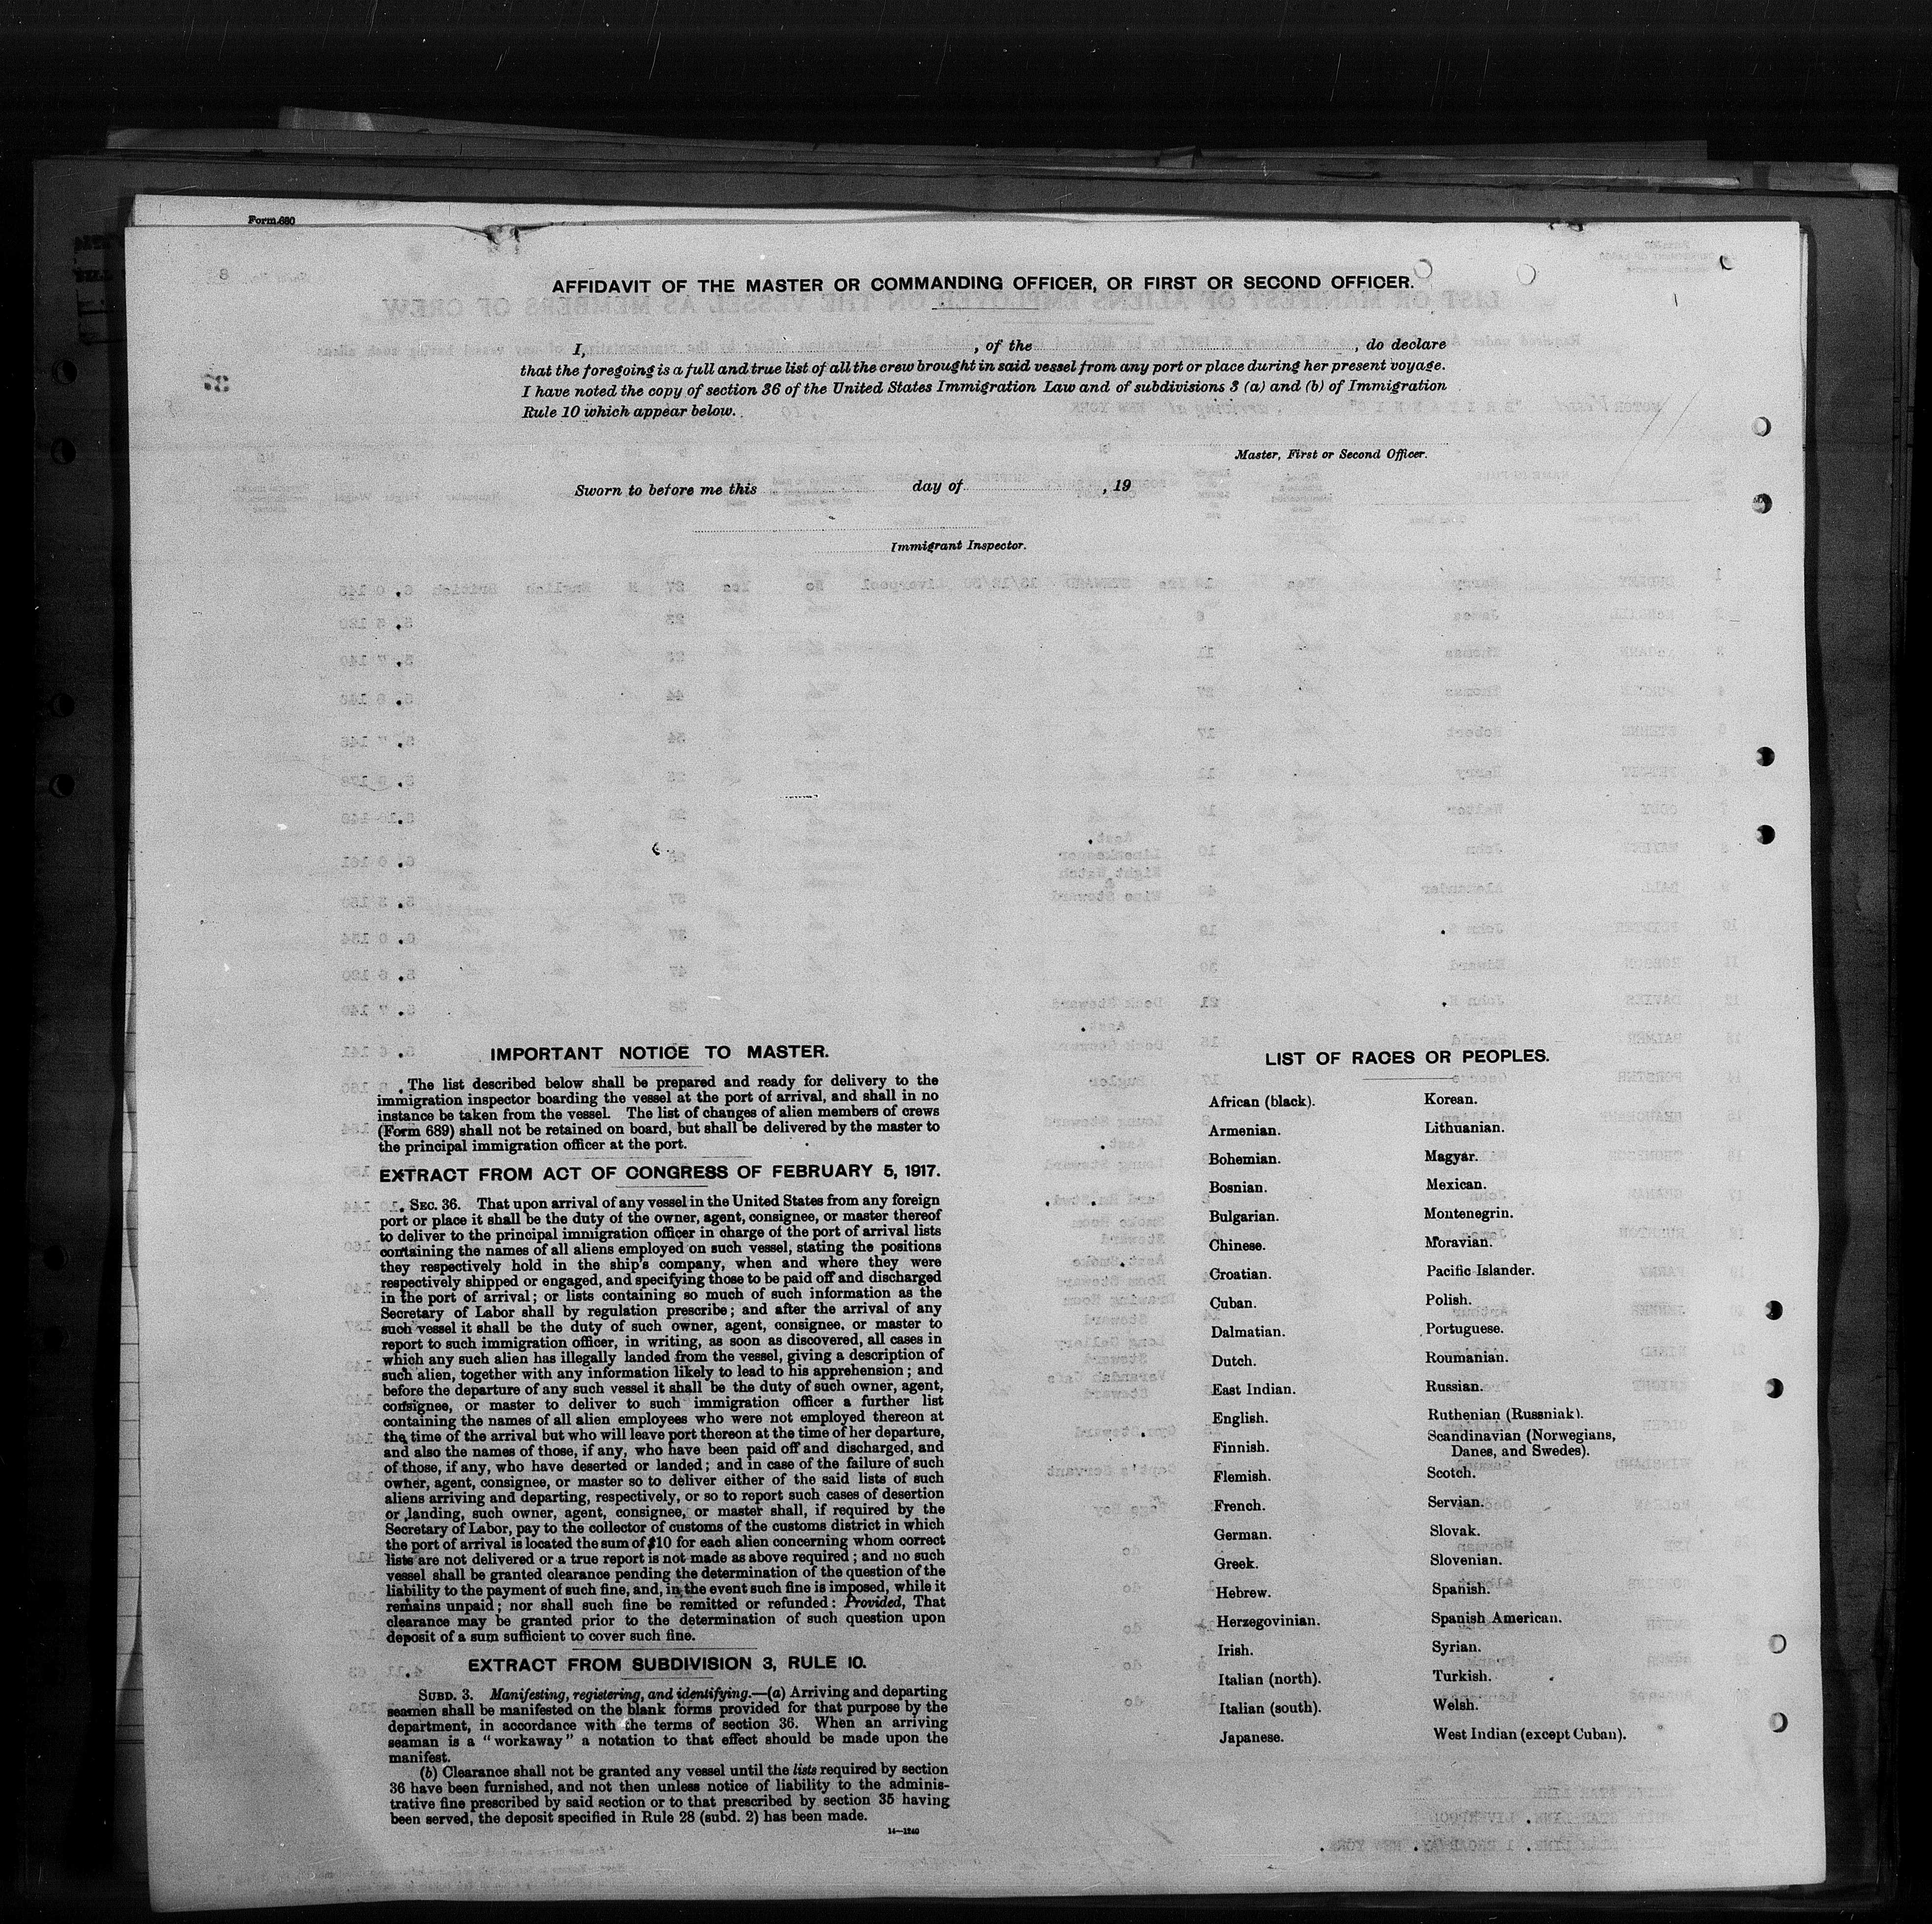 Form 680
AFFIDAVIT OF THE MASTER OR COMMANDING OFFICER, OR FIRST OR SECOND OFFICER.
I, , of the , do declare
that the foregoing is a full and true list of all the crew brought in said vessel from any port or place during her present voyage.
I have noted the copy of section 36 of the United States Immigration Law and of subdivisions 3 (a) and (b) of Immigration
Rule 10 which appear below.
Master, First or Second Officer.
Sworn to before me this day of , 19
Immigrant Inspector.
IMPORTANT NOTICE TO MASTER.
The list described below shall be prepared and ready for delivery to the
immigration inspector boarding the vessel at the port of arrival, and shall in no
instance be taken from the vessel. The list of changes of alien members of crews
(Form 689) shall not be retained on board, but shall be delivered by the master to
the principal immigration officer at the port.
EXTRACT FROM ACT OF CONGRESS OF FEBRUARY 5, 1917.
SEC. 36. That upon arrival of any vessel in the United States from any foreign
port or place it shall be the duty of the owner, agent, consignee, or master thereof
to deliver to the principal immigration officer in charge of the port of arrival lists
containing the names of all aliens employed on such vessel, stating the positions
they respectively hold in the ship's company, when and where they were
respectively shipped or engaged, and specifying those to be paid off and discharged
in the port of arrival; or lists containing so much of such information as the
Secretary of Labor shall by regulation prescribe; and after the arrival of any
such vessel it shall be the duty of such owner, agent, consignee, or master to
report to such immigration officer, in writing, as soon as discovered, all cases in
which any such alien has illegally landed from the vessel, giving a description of
such alien, together with any information likely to lead to his apprehension; and
before the departure of any such vessel it shall be the duty of such owner, agent,
consignee, or master to deliver to such immigration officer a further list
containing the names of all alien employees who were not employed thereon at
the time of the arrival but who will leave port thereon at the time of her departure,
and also the names of those, if any, who have been paid off and discharged, and
of those, if any, who have deserted or landed; and in case of the failure of such
owner, agent, consignee, or master so to deliver either of the said lists of such
aliens arriving and departing, respectively, or so to report such cases of desertion
or landing, such owner, agent, consignee, or master shall, if required by the
Secretary of Labor, pay to the collector of customs of the customs district in which
the port of arrival is located the sum of $10 for each alien concerning whom correct
lists are not delivered or a true report is not made as above required; and no such
vessel shall be granted clearance pending the determination of the question of the
liability to the payment of such fine, and, in the event such fine is imposed, while it
remains unpaid; nor shall such fine be remitted or refunded: Provided, That
clearance may be granted prior to the determination of such question upon
deposit of a sum sufficient to cover such fine.
EXTRACT FROM SUBDIVISION 3, RULE 10.
SUBD. 3. Manifesting, registering, and identifying.—(a) Arriving and departing
seamen shall be manifested on the blank forms provided for that purpose by the
department, in accordance with the terms of section 36. When an arriving
seaman is a "workaway" a notation to that effect should be made upon the
manifest.
(b) Clearance shall not be granted any vessel until the lists required by section
36 have been furnished, and not then unless notice of liability to the adminis-
trative fine prescribed by said section or to that prescribed by section 35 having
been served, the deposit specified in Rule 28 (subd. 2) has been made.
14—1240
LIST OF RACES OR PEOPLES.
African (black).
Armenian.
Bohemian.
Bosnian.
Bulgarian.
Chinese.
Croatian.
Cuban.
Dalmatian.
Dutch.
East Indian.
English.
Finnish.
Flemish.
French.
German.
Greek.
Hebrew.
Herzegovinian.
Irish.
Italian (north).
Italian (south).
Japanese.
Korean.
Lithuanian.
Magyar.
Mexican.
Montenegrin.
Moravian.
Pacific Islander.
Polish.
Portuguese.
Roumanian.
Russian.
Ruthenian (Russniak).
Scandinavian (Norwegians,
Danes, and Swedes).
Scotch.
Servian.
Slovak.
Slovenian.
Spanish.
Spanish American.
Syrian.
Turkish.
Welsh.
West Indian (except Cuban).